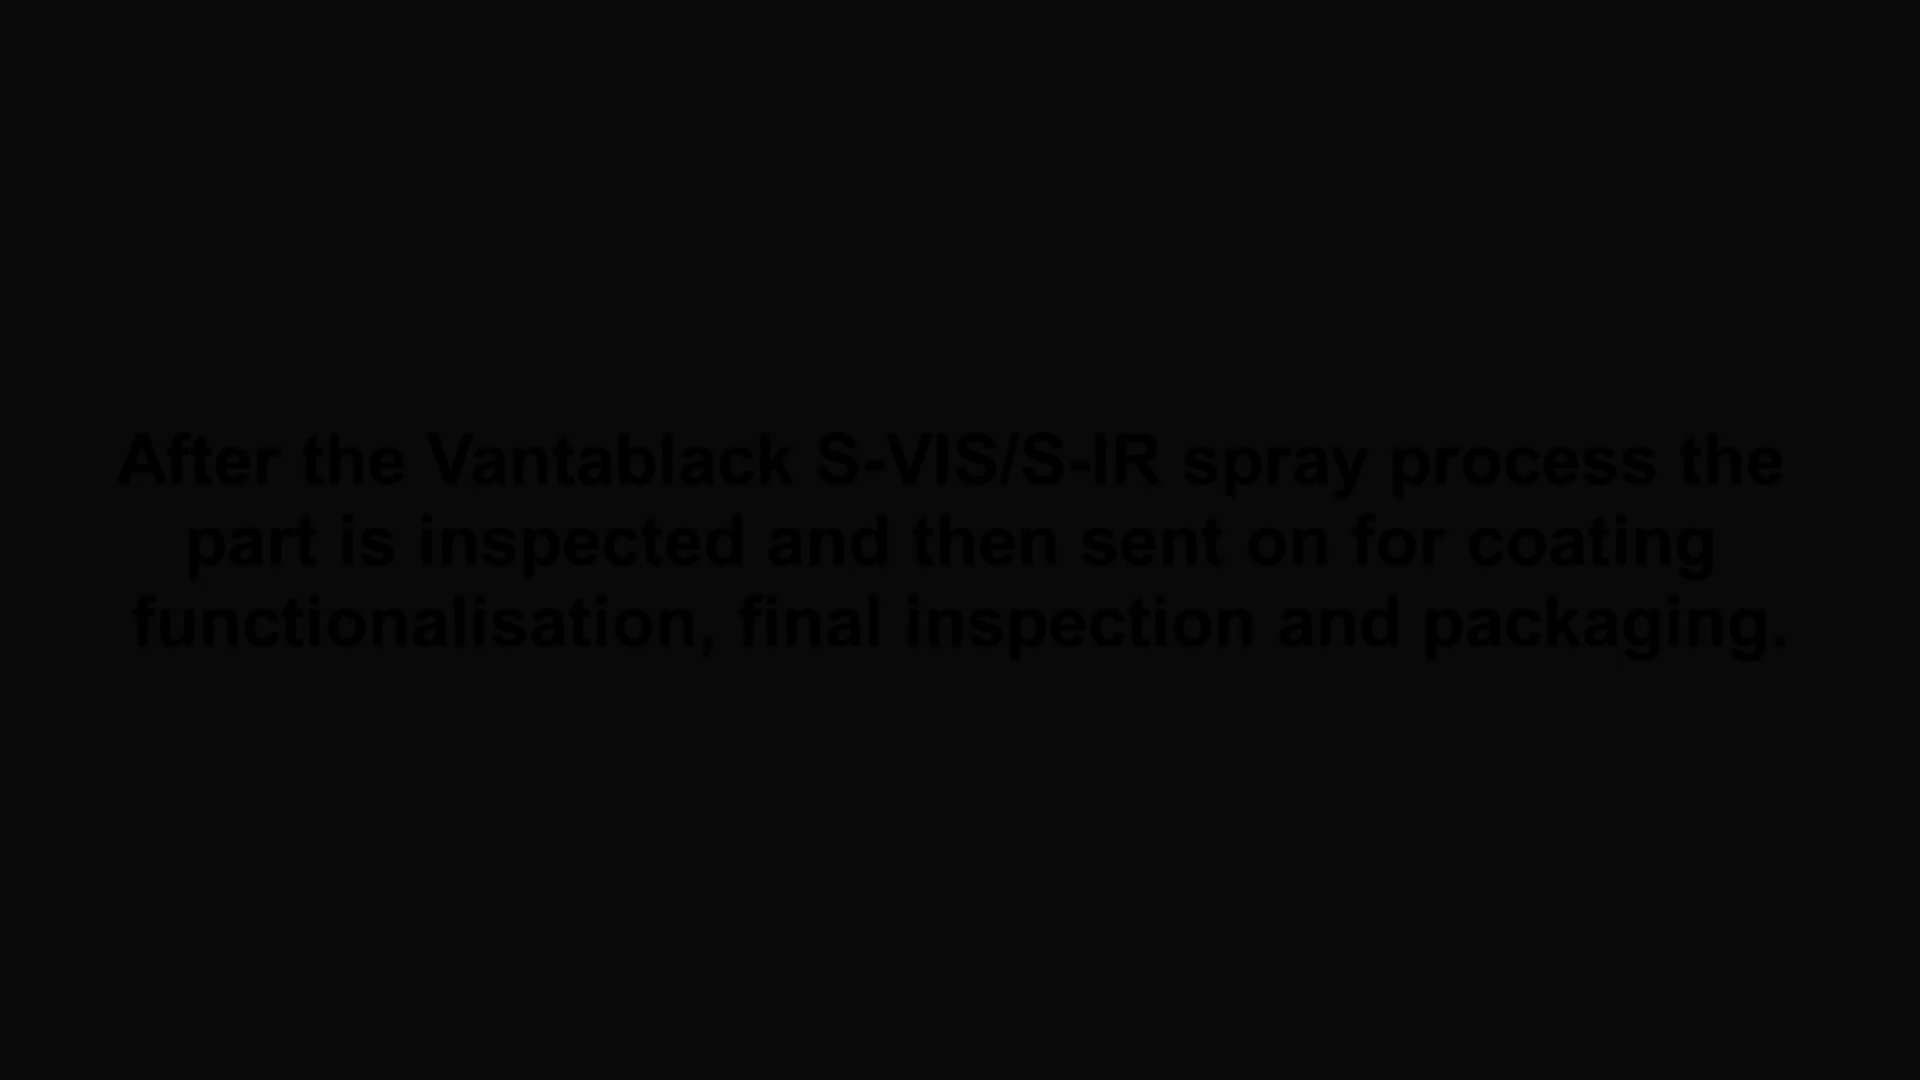 After the Vantablack S-VIS/S-IR spray process the
part is inspected and then sent on for coating
functionalisation, final inspection and packaging.